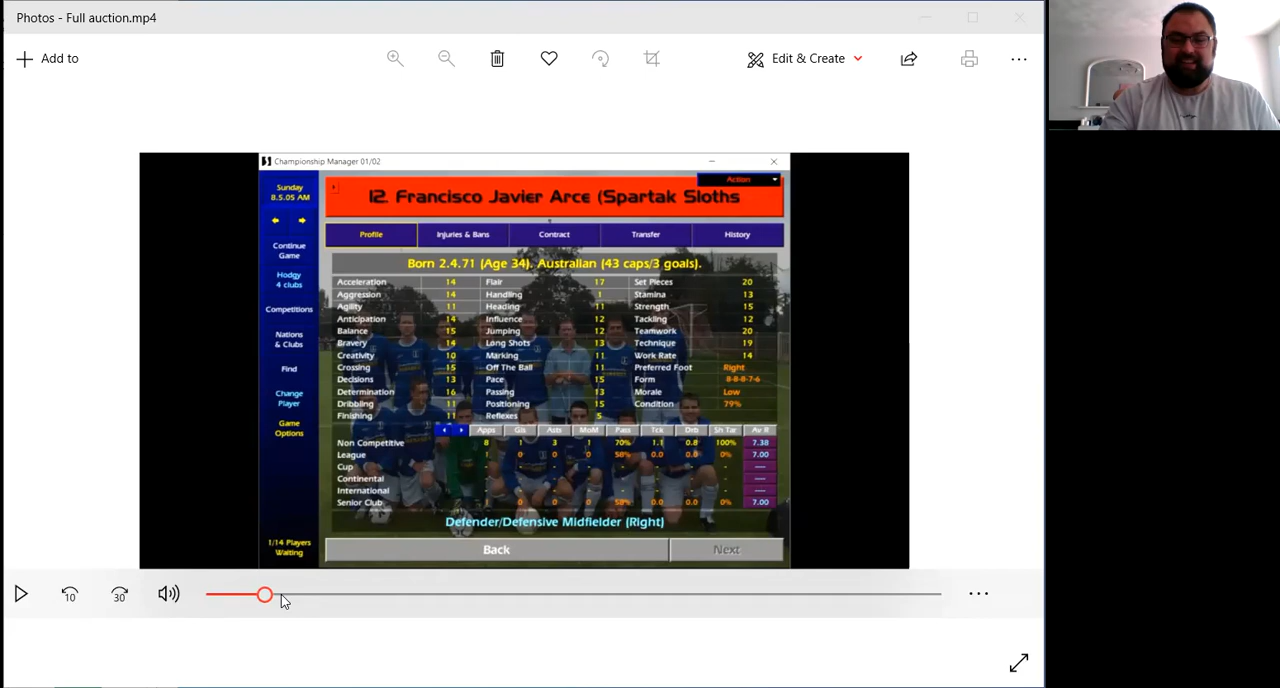 Photos - Full auction.mp4
Add to
Edit & Create
Championship Manager 01/02
Action
12. Francisco Javier Arce (Spartak Sloths
Sunday
8.5.05 AM
Continue
Game
Hodgy
4 clubs
Competitions
Nations
& Clubs
Find
Change
Player
Game
Options
1/14 Players
Waiting
Profile Injuries & Bans Contract Transfer History
Born 2.4.71 (Age 34). Australian (43 caps/3 goals).
Acceleration 14 Flair 17 Set Pieces 20
Aggression 14 Handling 1 Stamina 13
Agility 11 Heading 11 Strength 15
Anticipation 14 Influence 12 Tackling 12
Balance 15 Jumping 12 Teamwork 20
Bravery 14 Long Shots 13 Technique 19
Creativity 10 Marking 11 Work Rate 14
Crossing 15 Off The Ball 11 Preferred Foot Right
Decisions 13 Pace 15 Form 8-8-8-7-6
Determination 16 Passing 13 Morale Low
Dribbling 11 Positioning 15 Condition 79%
Finishing 11 Reflexes 5
Apps Gls Asts MoM Pass Tck Drb Sh Tar Av R
Non Competitive 8 1 3 1 70% 1.1 0.8 100% 7.38
League 1 0 0 0 58% 0.0 0.0 0% 7.00
Cup - - - - - - - - ---
Continental - - - - - - - - ---
International - - - - - - - - ---
Senior Club 1 0 0 0 58% 0.0 0.0 0% 7.00
Defender/Defensive Midfielder (Right)
Back Next
10 30